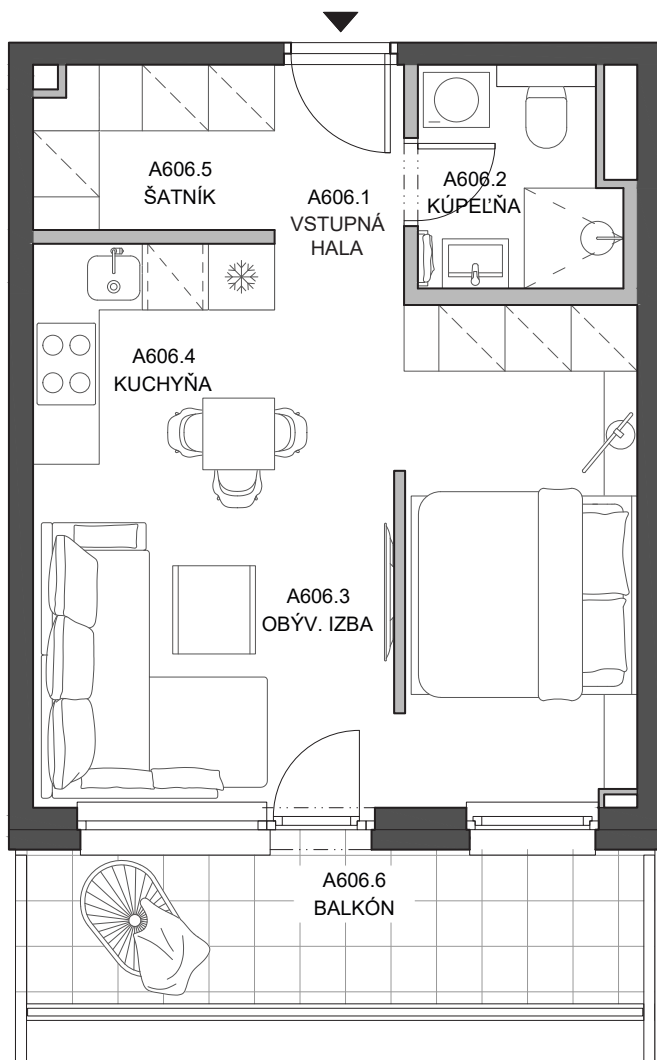 A606.5
ŠATNÍK
A606.1
VSTUPNÁ
HALA
A606.2
KÚPEĽŇA
A606.4
KUCHYŇA
A606.3
OBÝV. IZBA
A606.6
BALKÓN